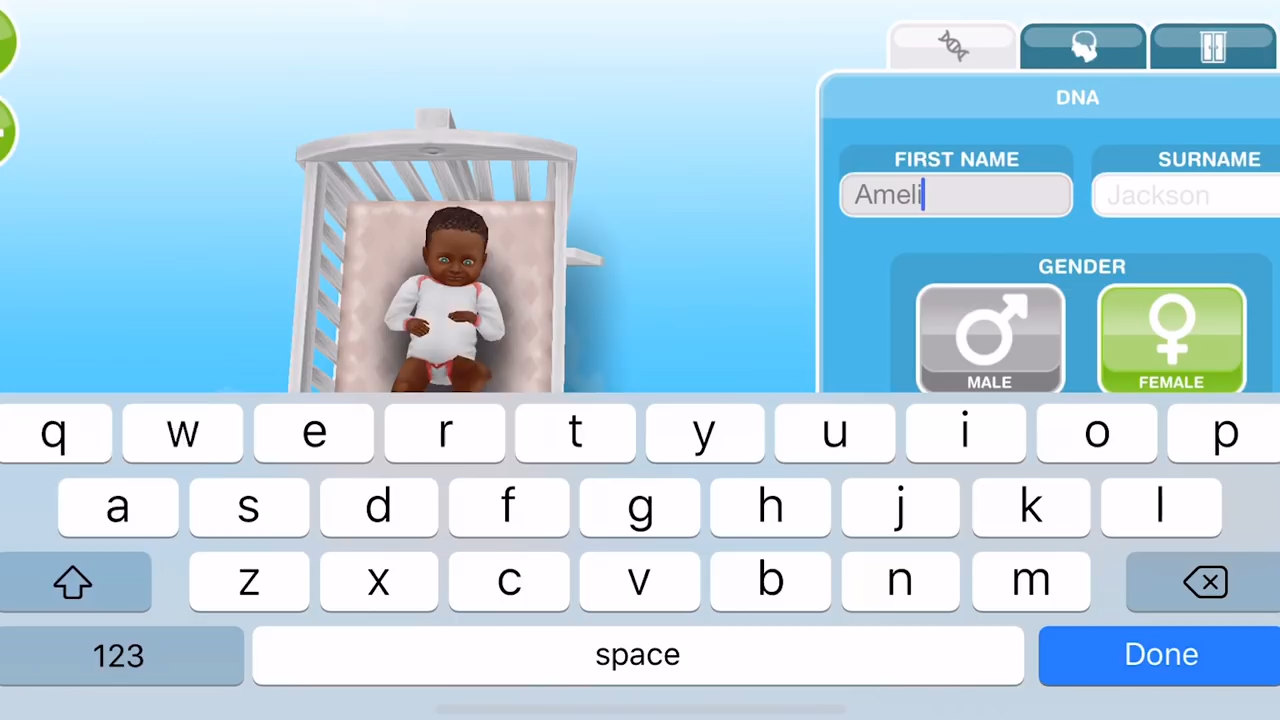 DNA
FIRST NAME
SURNAME
Ameli
Jackson
GENDER
MALE
FEMALE
q w e r t y u i o p
a s d f g h j k l
z x c v b n m
123 space Done